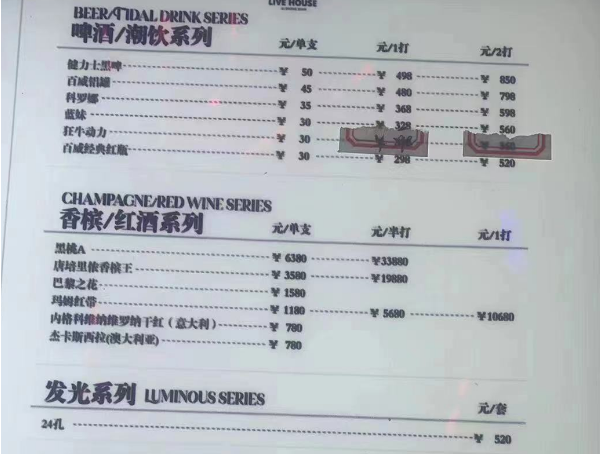 LIVE HOUSE
BEER/TIDAL DRINK SERIES
啤酒/潮饮系列 元/单支 元/1打 元/2打
健力士黑啤 ¥ 50 ¥ 498 ¥ 850
百威铝罐 ¥ 45 ¥ 480 ¥ 798
科罗娜 ¥ 35 ¥ 368 ¥ 598
蓝妹 ¥ 30 ¥ 328 ¥ 560
狂牛动力 ¥ 30
百威经典红瓶 ¥ 30 ¥ 298 ¥ 520
CHAMPAGNE/RED WINE SERIES
香槟/红酒系列 元/单支 元/半打 元/1打
黑桃A ¥ 6380 ¥33880
唐培里侬香槟王 ¥ 3580 ¥19880
巴黎之花 ¥ 1580
玛姆红带 ¥ 1180 ¥ 5680 ¥10680
内格科维纳维罗纳干红（意大利） ¥ 780
杰卡斯西拉(澳大利亚) ¥ 780
发光系列 LUMINOUS SERIES 元/套
24孔 ¥ 520